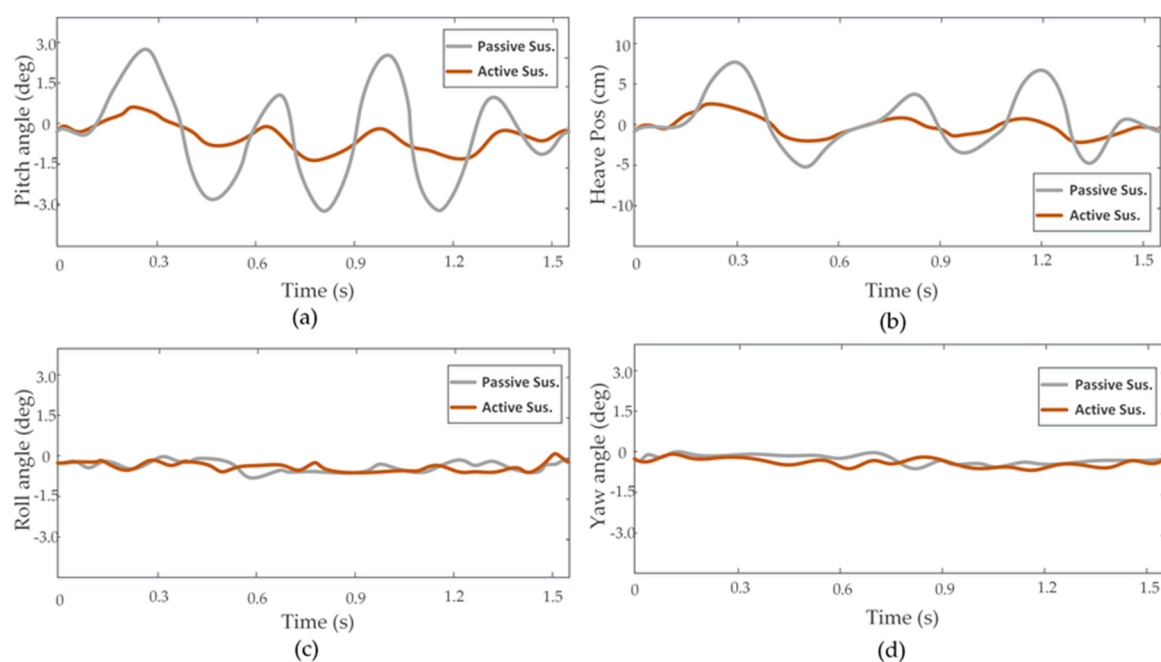 Pitch angle (deg)
3.0
1.5
0
-1.5
-3.0
Passive Sus.
Active Sus.
0 0.3 0.6 0.9 1.2 1.5
Time (s)
(a)
Heave Pos (cm)
10
5
0
-5
-10
Passive Sus.
Active Sus.
0 0.3 0.6 0.9 1.2 1.5
Time (s)
(b)
Roll angle (deg)
3.0
1.5
0
-1.5
-3.0
Passive Sus.
Active Sus.
0 0.3 0.6 0.9 1.2 1.5
Time (s)
(c)
Yaw angle (deg)
3.0
1.5
0
-1.5
-3.0
Passive Sus.
Active Sus.
0 0.3 0.6 0.9 1.2 1.5
Time (s)
(d)